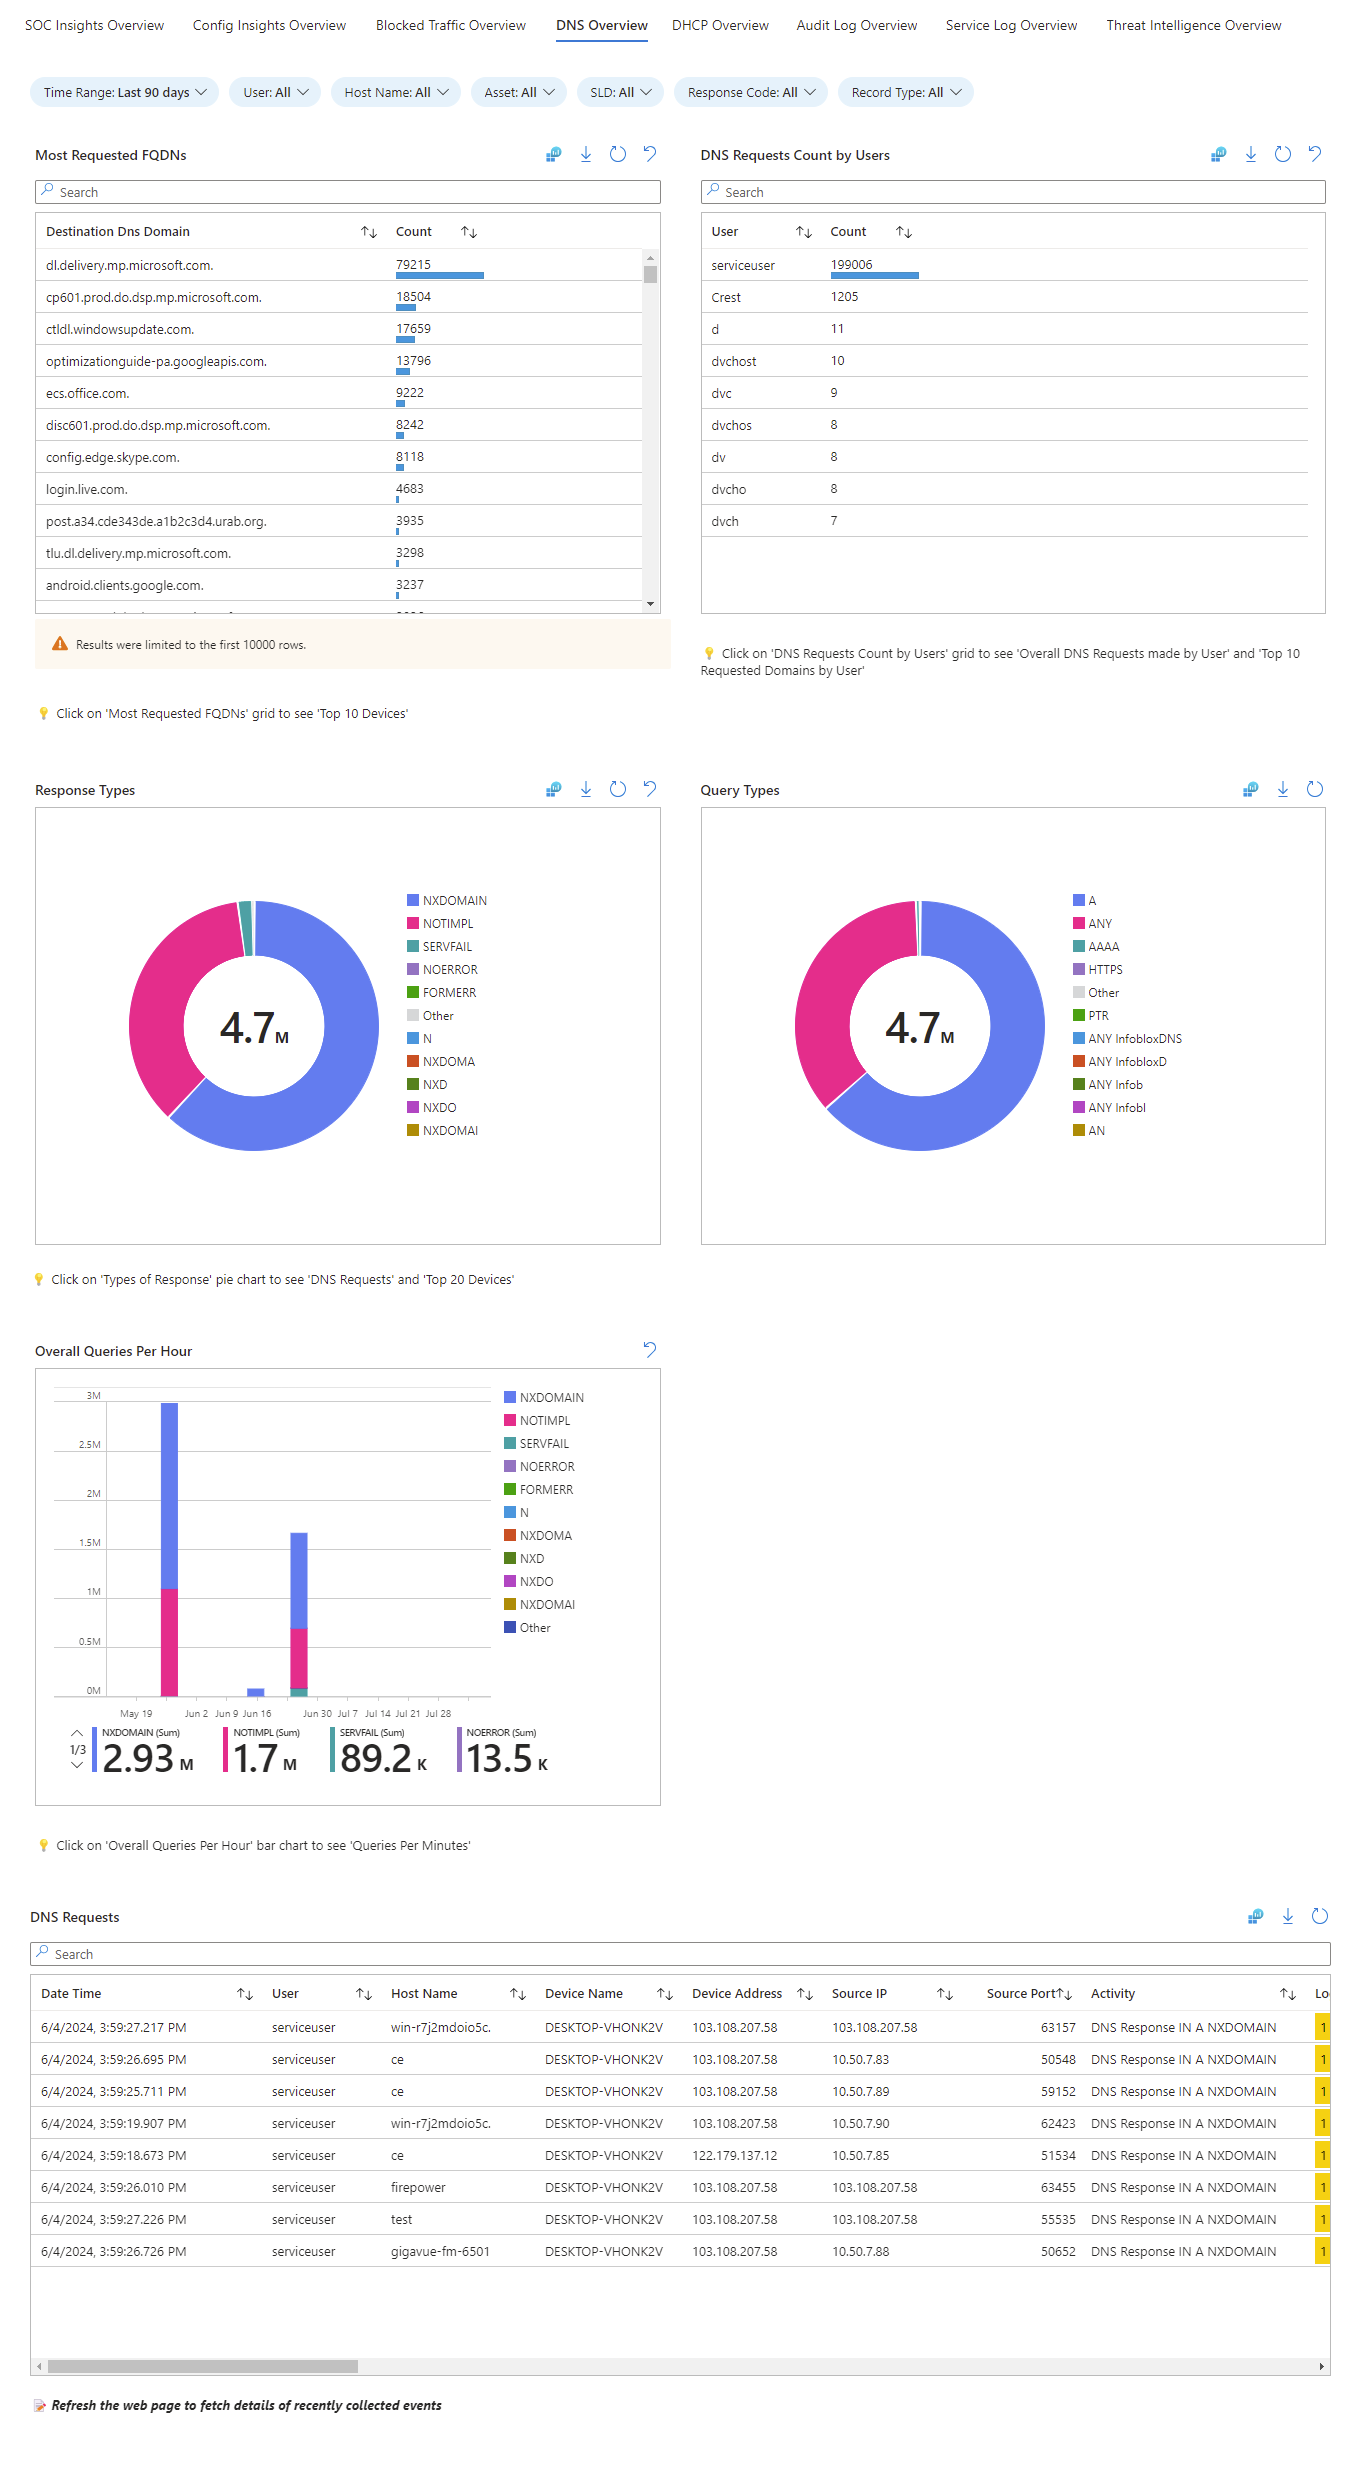 SOC Insights Overview Config Insights Overview Blocked Traffic Overview DNS Overview DHCP Overview Audit Log Overview Service Log Overview Threat Intelligence Overview
Time Range: Last 90 days User: All Host Name: All Asset: All SLD: All Response Code: All Record Type: All
Most Requested FQDNs
Search
Destination Dns Domain Count
dl.delivery.mp.microsoft.com. 79215
cp601.prod.do.dsp.mp.microsoft.com. 18504
ctldl.windowsupdate.com. 17659
optimizationguide-pa.googleapis.com. 13796
ecs.office.com. 9222
disc601.prod.do.dsp.mp.microsoft.com. 8242
config.edge.skype.com. 8118
login.live.com. 4683
post.a34.cde343de.a1b2c3d4.urab.org. 3935
tlu.dl.delivery.mp.microsoft.com. 3298
android.clients.google.com. 3237
Results were limited to the first 10000 rows.
Click on 'Most Requested FQDNs' grid to see 'Top 10 Devices'
DNS Requests Count by Users
Search
User Count
serviceuser 199006
Crest 1205
d 11
dvchost 10
dvc 9
dvchos 8
dv 8
dvcho 8
dvch 7
Click on 'DNS Requests Count by Users' grid to see 'Overall DNS Requests made by User' and 'Top 10
Requested Domains by User'
Response Types
4.7 M
NXDOMAIN
NOTIMPL
SERVFAIL
NOERROR
FORMERR
Other
N
NXDOMA
NXD
NXDO
NXDOMAI
Click on 'Types of Response' pie chart to see 'DNS Requests' and 'Top 20 Devices'
Query Types
4.7 M
A
ANY
AAAA
HTTPS
Other
PTR
ANY InfobloxDNS
ANY InfobloxD
ANY Infob
ANY Infobl
AN
Overall Queries Per Hour
3M
2.5M
2M
1.5M
1M
0.5M
0M
May 19 Jun 2 Jun 9 Jun 16 Jun 30 Jul 7 Jul 14 Jul 21 Jul 28
NXDOMAIN
NOTIMPL
SERVFAIL
NOERROR
FORMERR
N
NXDOMA
NXD
NXDO
NXDOMAI
Other
1/3
NXDOMAIN (Sum) NOTIMPL (Sum) SERVFAIL (Sum) NOERROR (Sum)
2.93 M 1.7 M 89.2 K 13.5 K
Click on 'Overall Queries Per Hour' bar chart to see 'Queries Per Minutes'
DNS Requests
Search
Date Time User Host Name Device Name Device Address Source IP Source Port Activity Lo
6/4/2024, 3:59:27.217 PM serviceuser win-r7j2mdoio5c. DESKTOP-VHONK2V 103.108.207.58 103.108.207.58 63157 DNS Response IN A NXDOMAIN 1
6/4/2024, 3:59:26.695 PM serviceuser ce DESKTOP-VHONK2V 103.108.207.58 10.50.7.83 50548 DNS Response IN A NXDOMAIN 1
6/4/2024, 3:59:25.711 PM serviceuser ce DESKTOP-VHONK2V 103.108.207.58 10.50.7.89 59152 DNS Response IN A NXDOMAIN 1
6/4/2024, 3:59:19.907 PM serviceuser win-r7j2mdoio5c. DESKTOP-VHONK2V 103.108.207.58 10.50.7.90 62423 DNS Response IN A NXDOMAIN 1
6/4/2024, 3:59:18.673 PM serviceuser ce DESKTOP-VHONK2V 122.179.137.12 10.50.7.85 51534 DNS Response IN A NXDOMAIN 1
6/4/2024, 3:59:26.010 PM serviceuser firepower DESKTOP-VHONK2V 103.108.207.58 103.108.207.58 63455 DNS Response IN A NXDOMAIN 1
6/4/2024, 3:59:27.226 PM serviceuser test DESKTOP-VHONK2V 103.108.207.58 103.108.207.58 55535 DNS Response IN A NXDOMAIN 1
6/4/2024, 3:59:26.726 PM serviceuser gigavue-fm-6501 DESKTOP-VHONK2V 103.108.207.58 10.50.7.88 50652 DNS Response IN A NXDOMAIN 1
Refresh the web page to fetch details of recently collected events